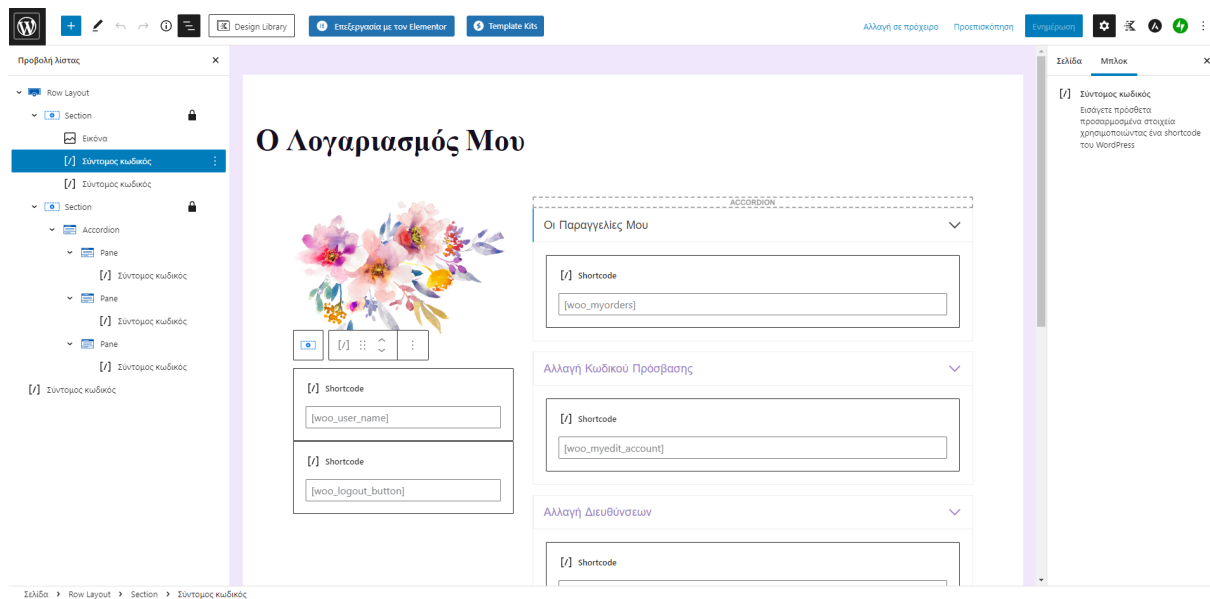 Design Library
Επεξεργασία με τον Elementor
Template Kits
Αλλαγή σε πρόχειρο
Προεπισκόπηση
Ενημέρωση
Προβολή λίστας
Row Layout
Section
Εικόνα
[/] Σύντομος κωδικός
[/] Σύντομος κωδικός
Section
Accordion
Pane
[/] Σύντομος κωδικός
Pane
[/] Σύντομος κωδικός
Pane
[/] Σύντομος κωδικός
[/] Σύντομος κωδικός
Ο Λογαριασμός Μου
[/]
[/] Shortcode
[woo_user_name]
[/] Shortcode
[woo_logout_button]
ACCORDION
Οι Παραγγελίες Μου
[/] Shortcode
[woo_myorders]
Αλλαγή Κωδικού Πρόσβασης
[/] Shortcode
[woo_myedit_account]
Αλλαγή Διευθύνσεων
[/] Shortcode
Σελίδα
Μπλοκ
[/] Σύντομος κωδικός
Εισάγετε πρόσθετα
προσαρμοσμένα στοιχεία
χρησιμοποιώντας ένα shortcode
του WordPress
Σελίδα > Row Layout > Section > Σύντομος κωδικός